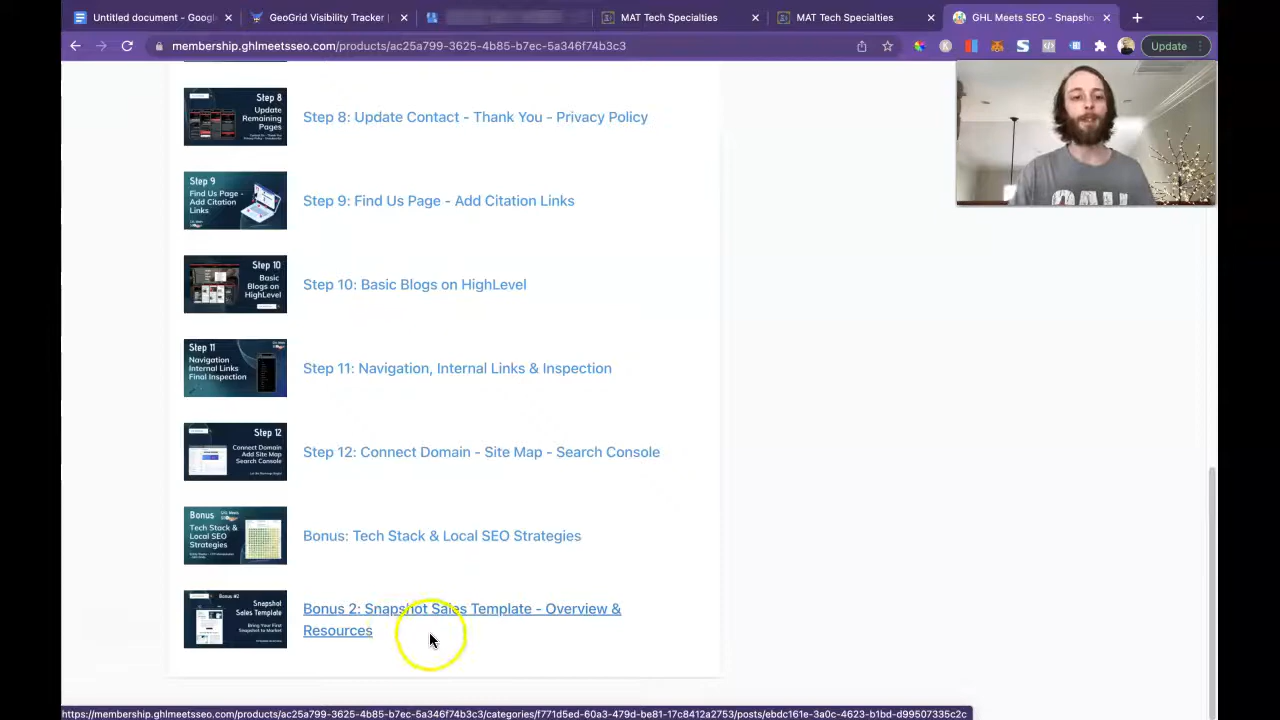 Untitled document - Googl
GeoGrid Visibility Tracker
MAT Tech Specialties
MAT Tech Specialties
GHL Meets SEO - Snapsho
membership.ghlmeetsseo.com/products/ac25a799-3625-4b85-b7ec-5a346f74b3c3
Update
Step 8
Update
Remaining
Pages
Step 8: Update Contact - Thank You - Privacy Policy
Step 9
Find Us Page -
Add Citation
Links
Step 9: Find Us Page - Add Citation Links
Step 10
Basic
Blogs on
HighLevel
Step 10: Basic Blogs on HighLevel
Step 11
Navigation
Internal Links
Final Inspection
Step 11: Navigation, Internal Links & Inspection
Step 12
Connect Domain
Add Site Map
Search Console
Step 12: Connect Domain - Site Map - Search Console
Bonus
Tech Stack &
Local SEO
Strategies
Bonus: Tech Stack & Local SEO Strategies
Bonus #2
Snapshot
Sales Template
Bring Your First
Snapshot to Market
Bonus 2: Snapshot Sales Template - Overview &
Resources
https://membership.ghlmeetsseo.com/products/ac25a799-3625-4b85-b7ec-5a346f74b3c3/categories/f771d5ed-60a3-479d-be81-17c8412a2753/posts/ebdc161e-3a0c-4623-b1bd-d99507335c2c